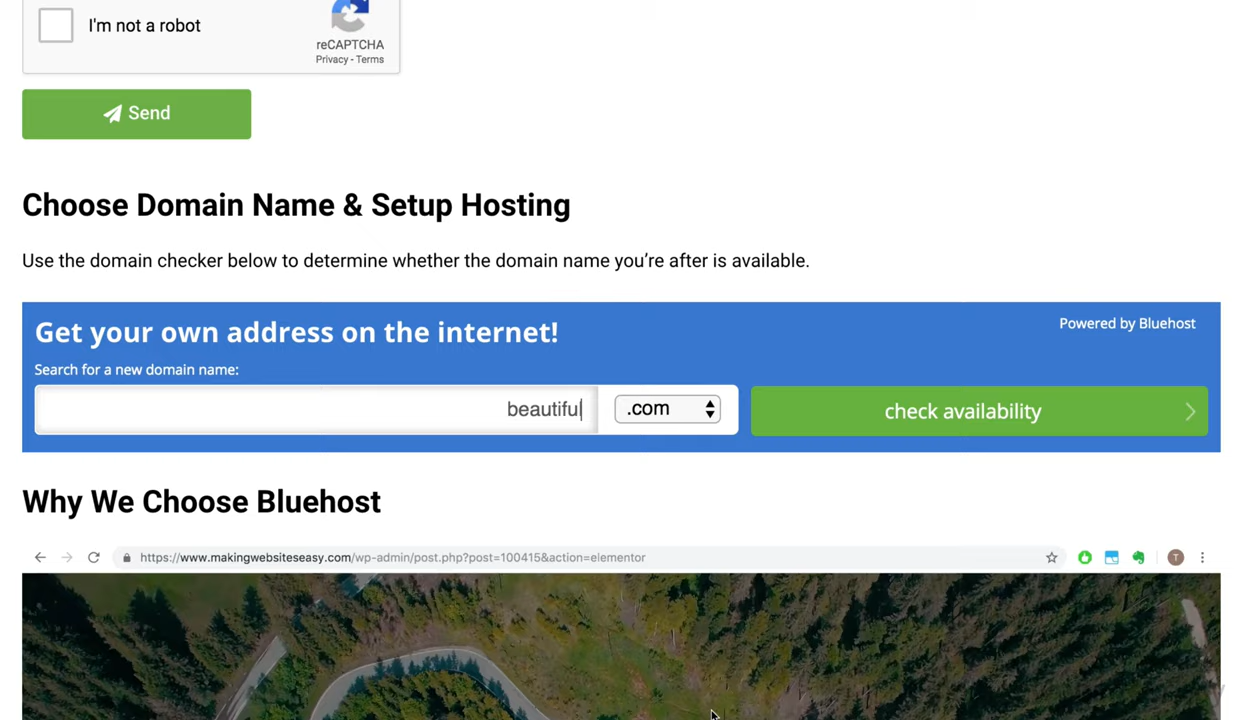 I'm not a robot
reCAPTCHA
Privacy - Terms
Send
Choose Domain Name & Setup Hosting
Use the domain checker below to determine whether the domain name you’re after is available.
Get your own address on the internet!
Powered by Bluehost
Search for a new domain name:
beautiful
.com
check availability
Why We Choose Bluehost
https://www.makingwebsiteseasy.com/wp-admin/post.php?post=100415&action=elementor
T